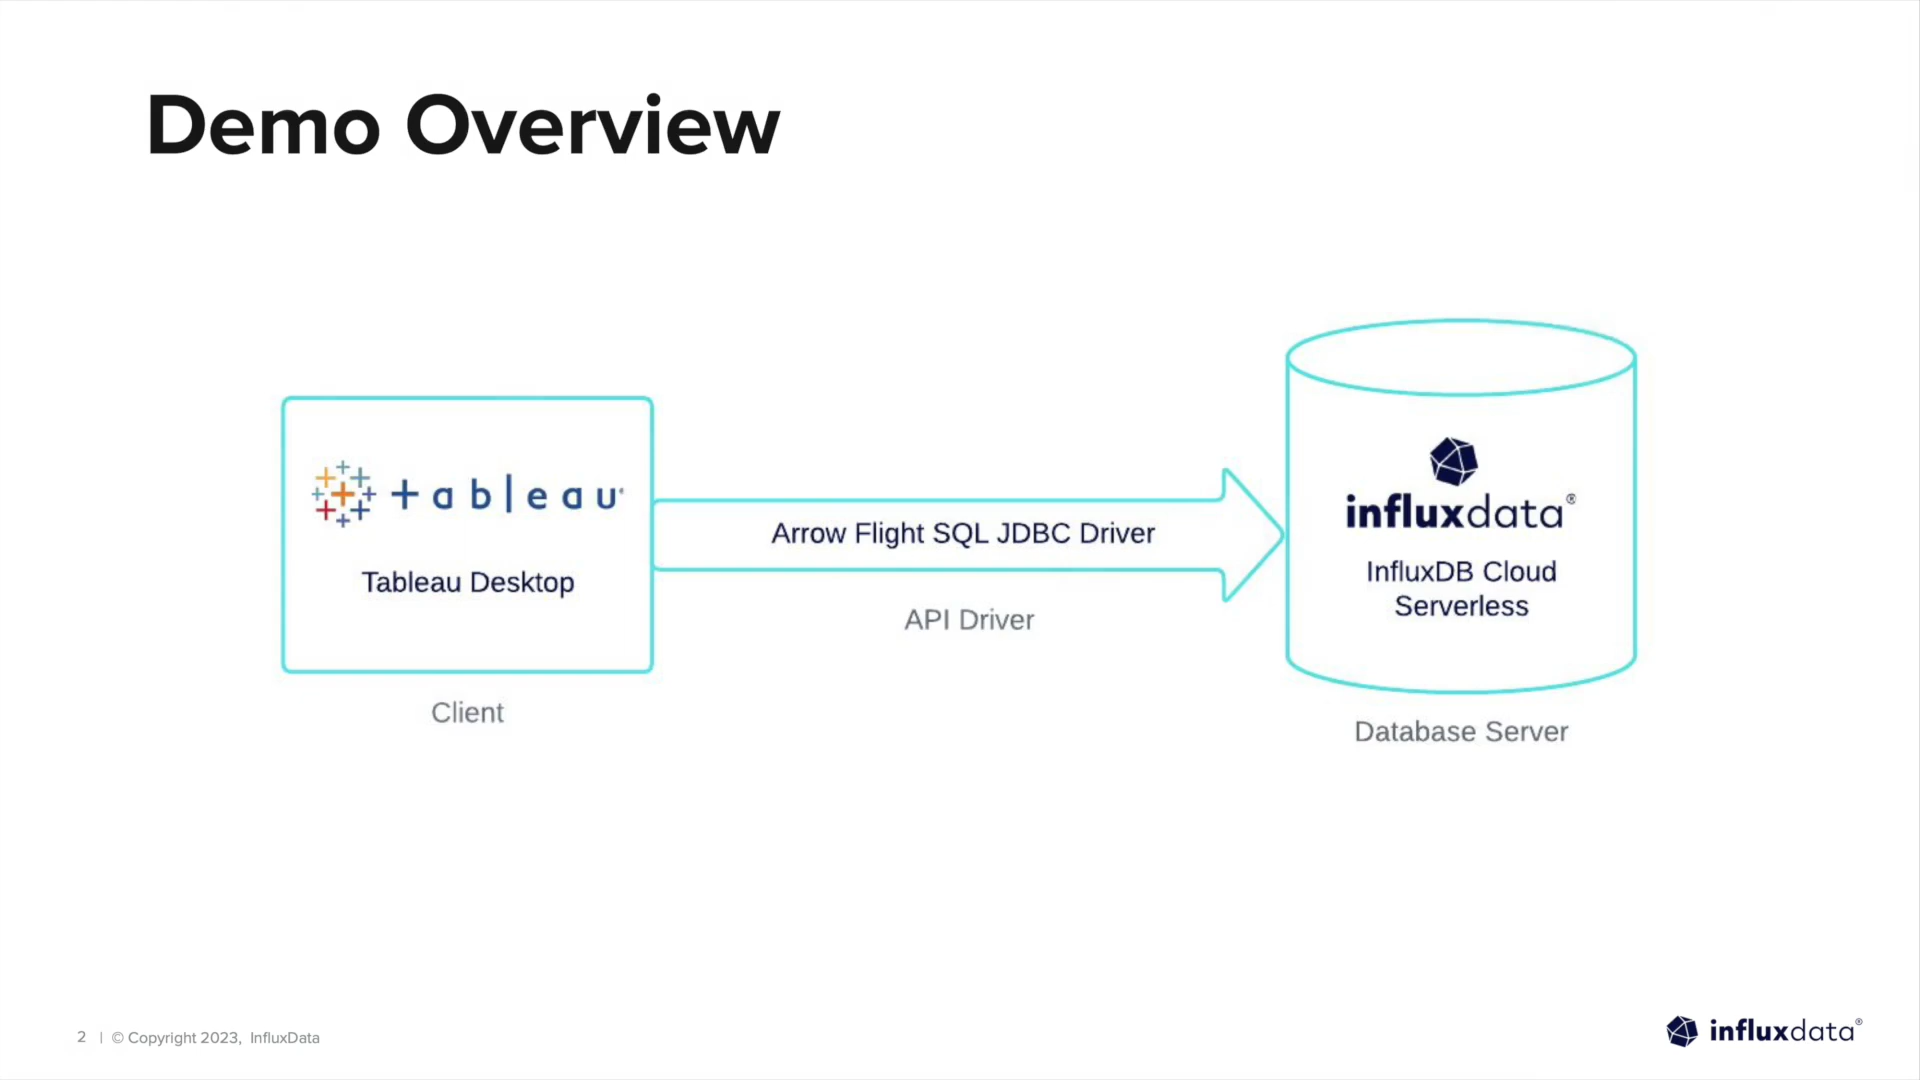 Demo Overview
tableau
Tableau Desktop
Client
Arrow Flight SQL JDBC Driver
API Driver
influxdata®
InfluxDB Cloud
Serverless
Database Server
2 | © Copyright 2023, InfluxData
influxdata®